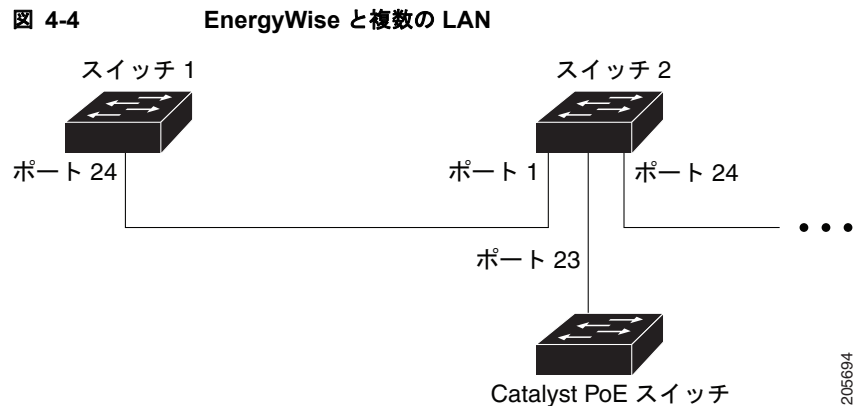 図 4-4 EnergyWise と複数の LAN
スイッチ 1
スイッチ 2
ポート 24
ポート 1
ポート 24
ポート 23
Catalyst PoE スイッチ
205694